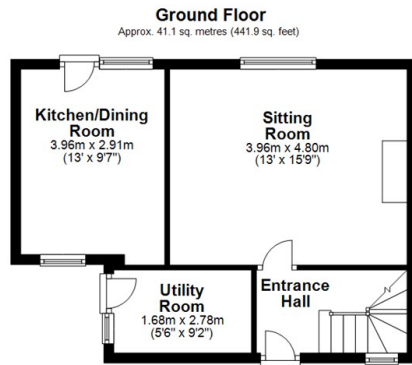 Ground Floor
Approx. 41.1 sq. metres (441.9 sq. feet)
Kitchen/Dining
Room
3.96m x 2.91m
(13' x 9'7")
Sitting
Room
3.96m x 4.80m
(13' x 15'9")
Utility
Room
1.68m x 2.78m
(5'6" x 9'2")
Entrance
Hall